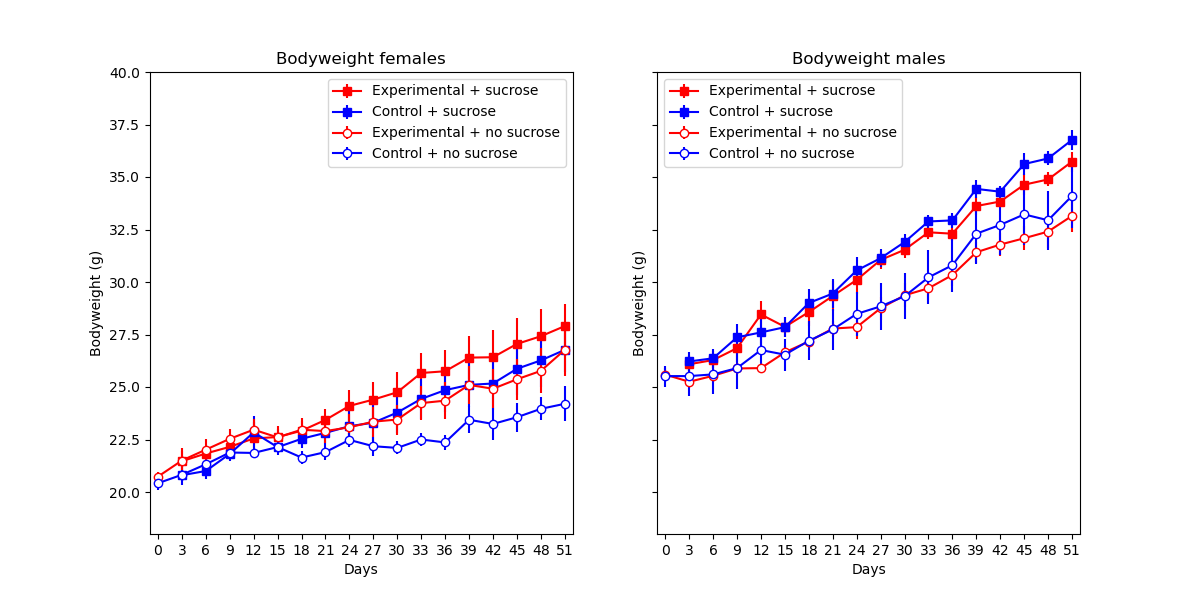 Bodyweight females
Bodyweight (g)
40.0
37.5
35.0
32.5
30.0
27.5
25.0
22.5
20.0
Experimental + sucrose
Control + sucrose
Experimental + no sucrose
Control + no sucrose
0 3 6 9 12 15 18 21 24 27 30 33 36 39 42 45 48 51
Days
Bodyweight males
Bodyweight (g)
Experimental + sucrose
Control + sucrose
Experimental + no sucrose
Control + no sucrose
0 3 6 9 12 15 18 21 24 27 30 33 36 39 42 45 48 51
Days